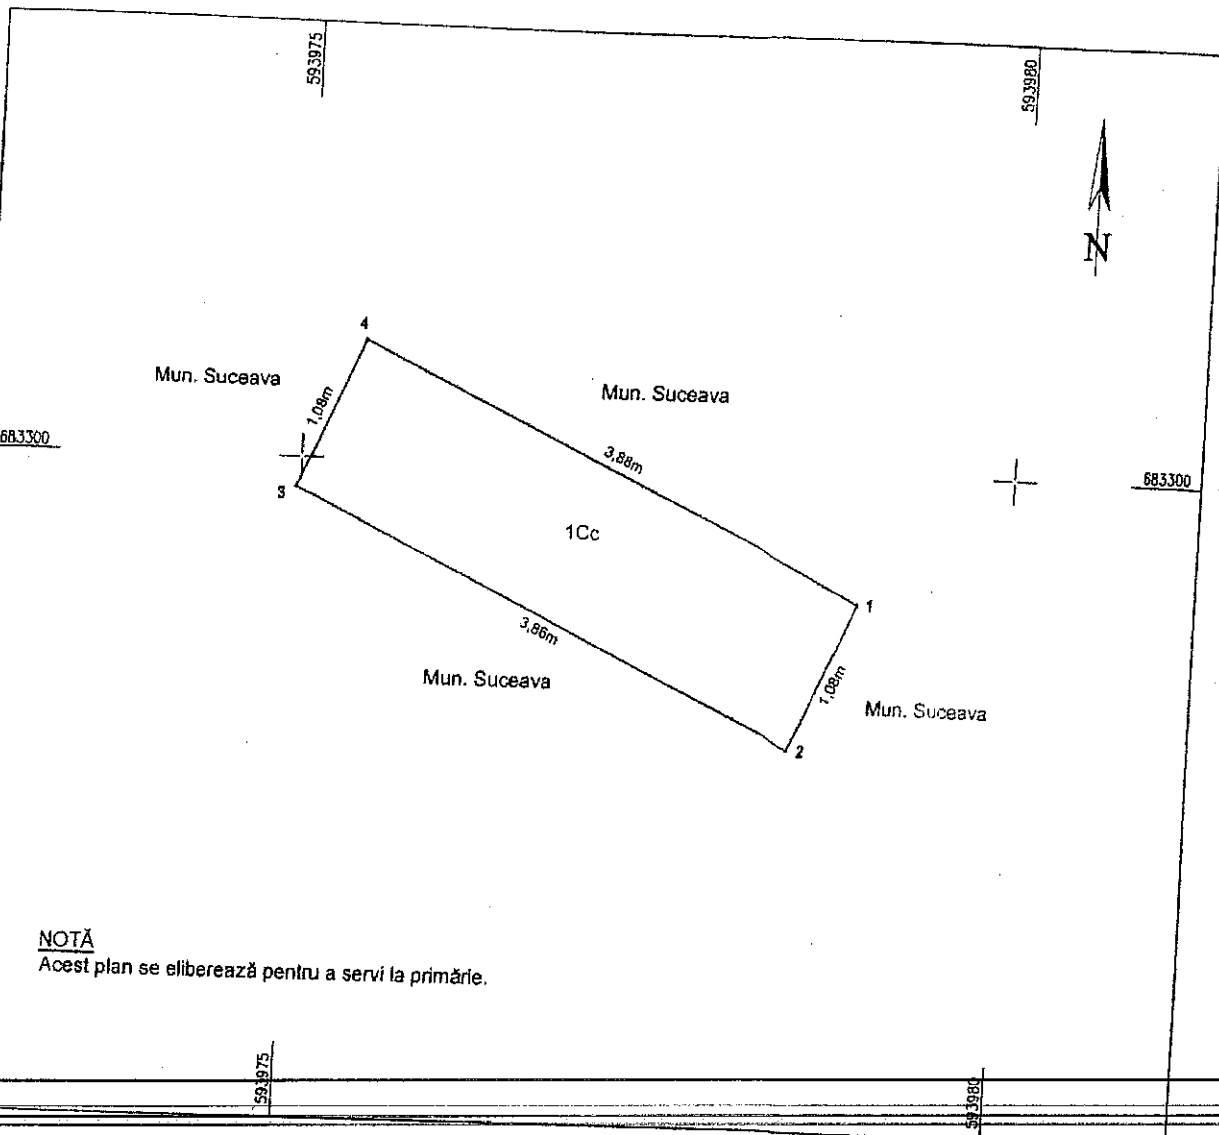 593975
593980
N
4
Mun. Suceava
Mun. Suceava
1,08m
683300
3,88m
683300
3
1Cc
1
3,86m
Mun. Suceava
1,08m
Mun. Suceava
2
NOTĂ
Acest plan se eliberează pentru a servi la primărie.
593975
593980